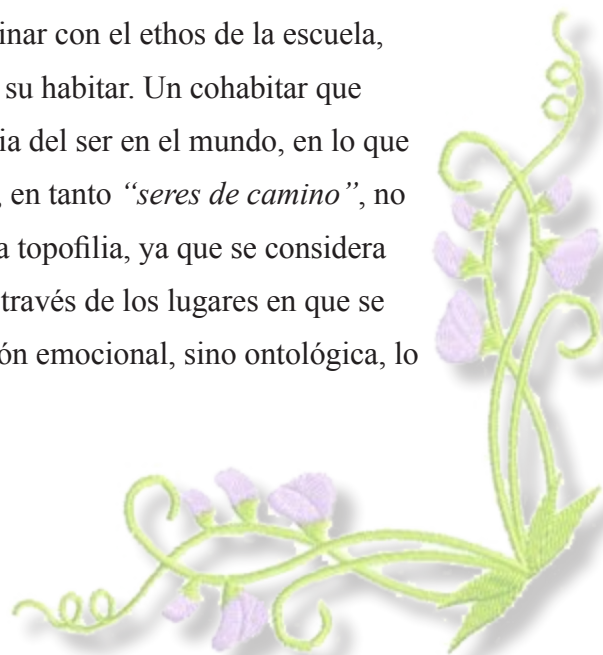 inar con el ethos de la escuela,
su habitar. Un cohabitar que
ia del ser en el mundo, en lo que
, en tanto “seres de camino”, no
a topofilia, ya que se considera
través de los lugares en que se
ón emocional, sino ontológica, lo